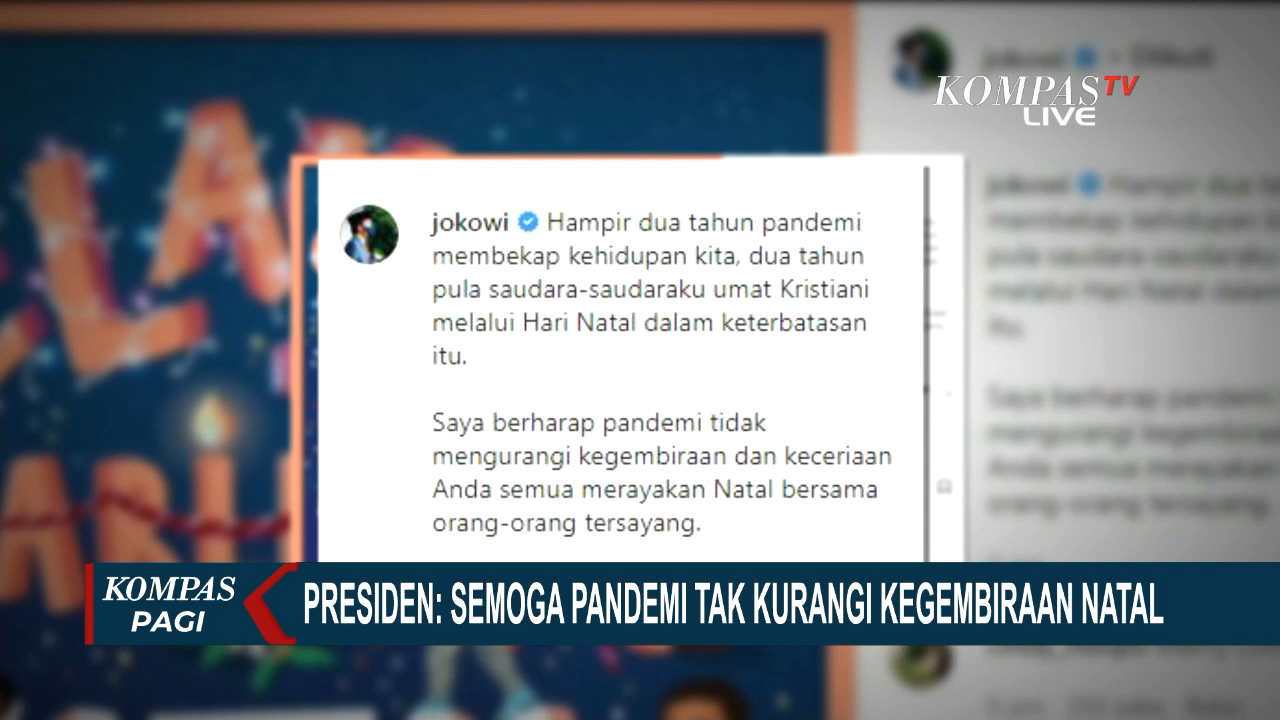 KOMPAS TV
LIVE
jokowi Hampir dua tahun pandemi
membekap kehidupan kita, dua tahun
pula saudara-saudaraku umat Kristiani
melalui Hari Natal dalam keterbatasan
itu.
Saya berharap pandemi tidak
mengurangi kegembiraan dan keceriaan
Anda semua merayakan Natal bersama
orang-orang tersayang.
KOMPAS
PAGI
PRESIDEN: SEMOGA PANDEMI TAK KURANGI KEGEMBIRAAN NATAL